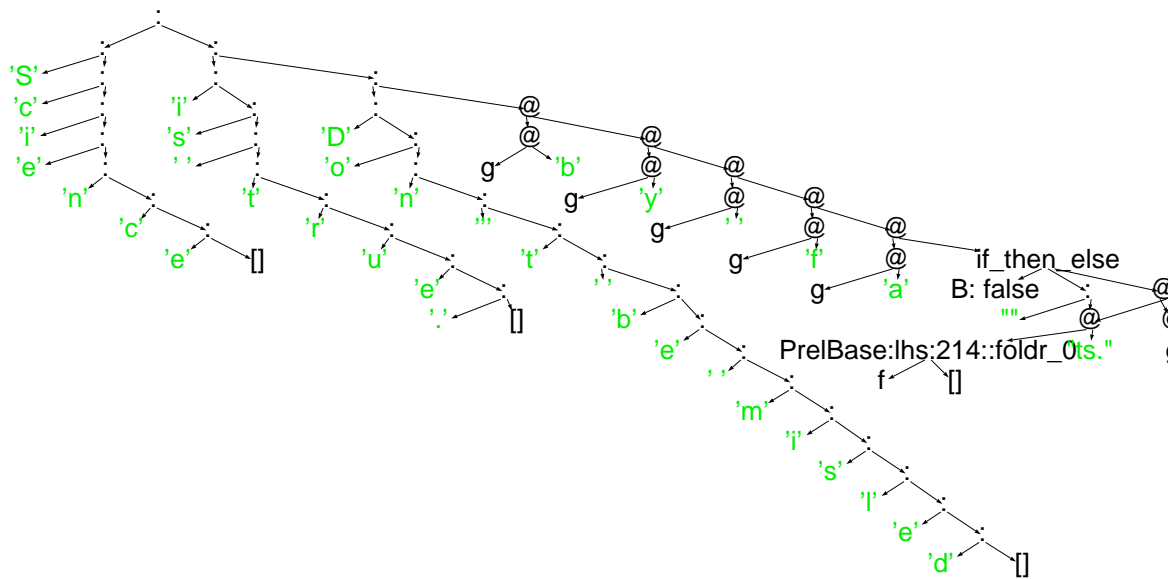 :
: :
'S' : : :
'c' : 'i' : : @
'i' : 's' : 'D' : @ @
'e' : ' ' : 'o' : g 'b' @ @
'n' : 't' : 'n' : g 'y' @ @
'c' : 'r' : ''' : g ' ' @ @
'e' [] 'u' : 't' : g 'f' @ if_then_else
'e' : ' ' : g 'a' B: false : @
'.' [] 'b' : "" @
'e' : PrelBase:lhs:214::foldr_0 "ts."
' ' : f []
'm' :
'i' :
's' :
'l' :
'e' :
'd' []